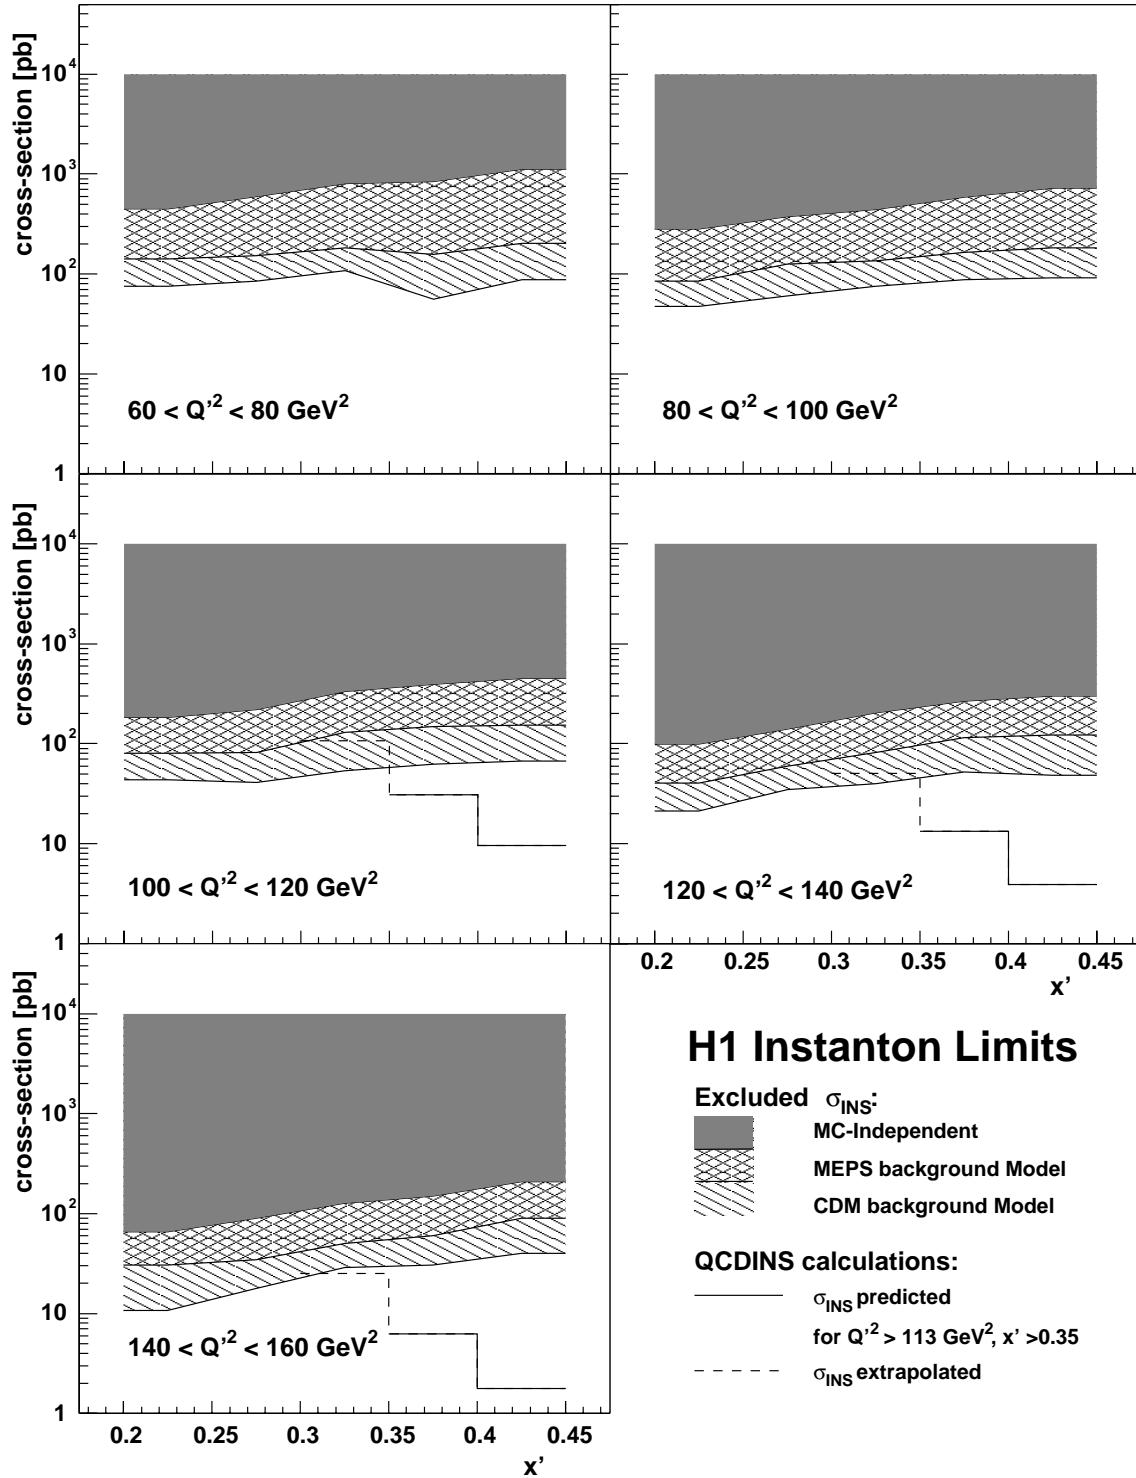 cross-section [pb]
10^4
10^3
10^2
10
1
60 < Q'^2 < 80 GeV^2
80 < Q'^2 < 100 GeV^2
cross-section [pb]
10^4
10^3
10^2
10
1
100 < Q'^2 < 120 GeV^2
120 < Q'^2 < 140 GeV^2
0.2 0.25 0.3 0.35 0.4 0.45
x'
cross-section [pb]
10^4
10^3
10^2
10
1
140 < Q'^2 < 160 GeV^2
0.2 0.25 0.3 0.35 0.4 0.45
x'
H1 Instanton Limits
Excluded σ_INS:
MC-Independent
MEPS background Model
CDM background Model
QCDINS calculations:
σ_INS predicted
for Q'^2 > 113 GeV^2, x' >0.35
σ_INS extrapolated